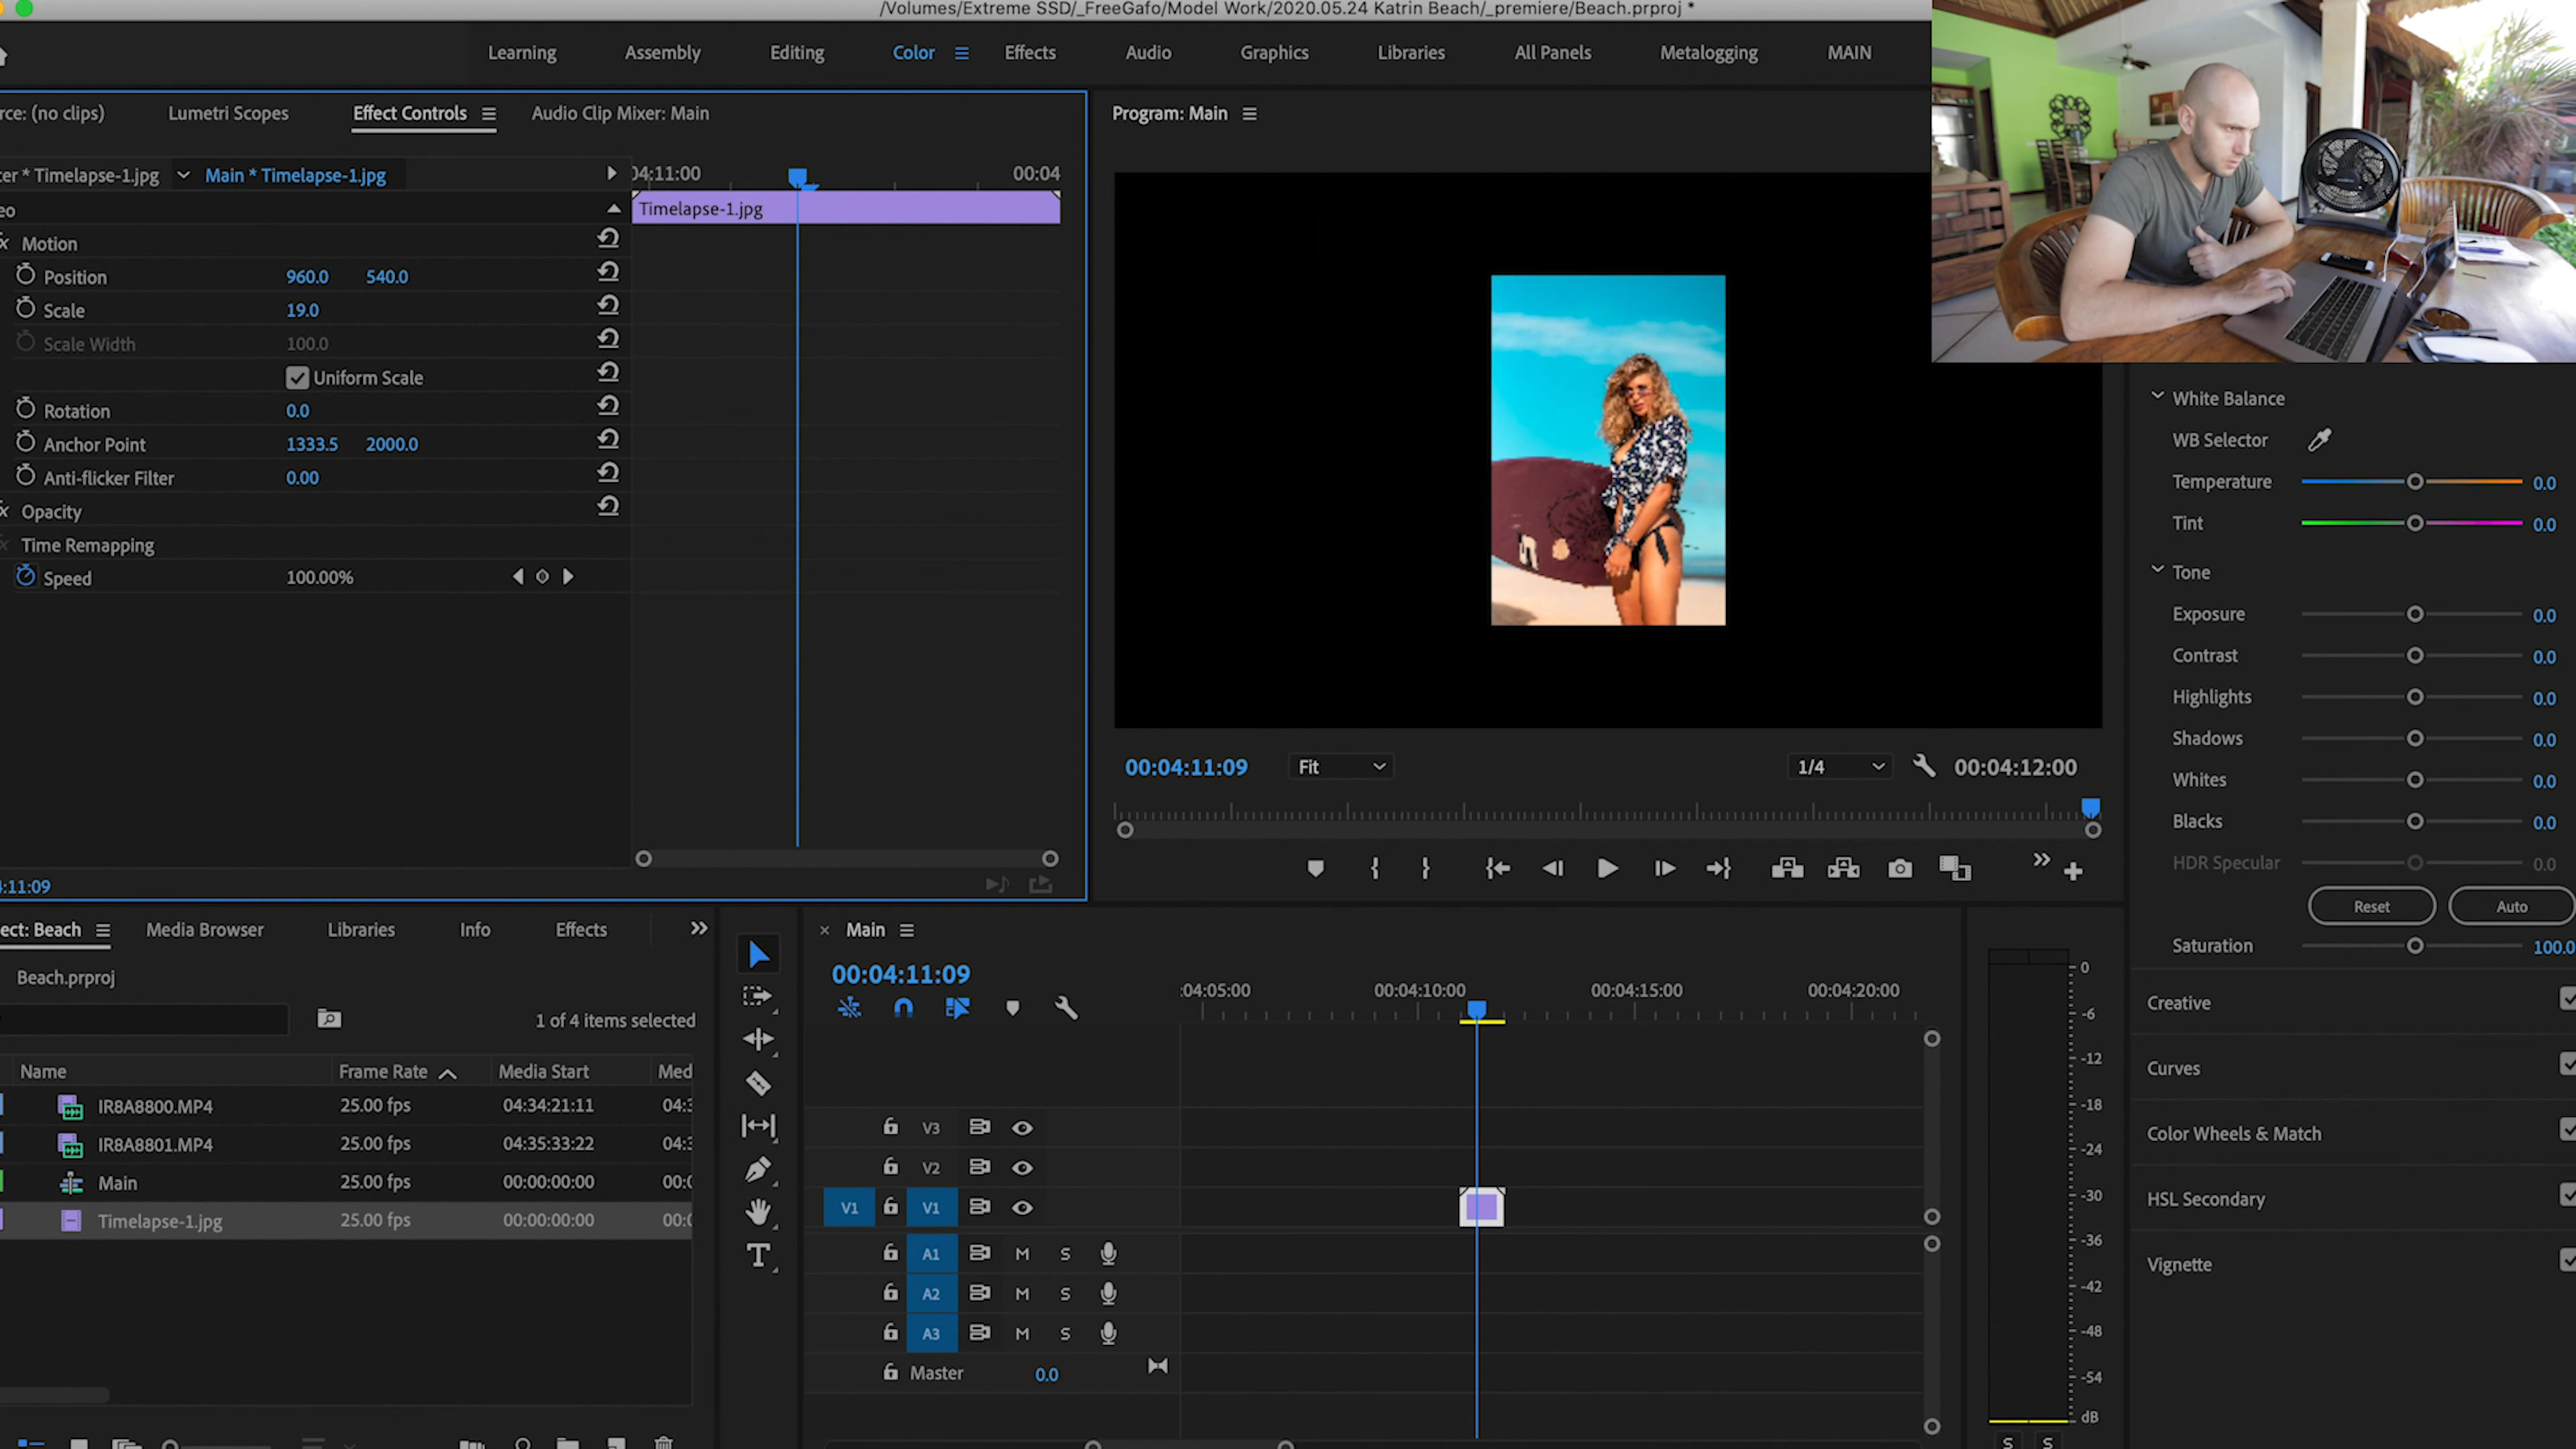 /Volumes/Extreme SSD/_FreeGafo/Model Work/2020.05.24 Katrin Beach/_premiere/Beach.prproj *
Learning Assembly Editing Color Effects Audio Graphics Libraries All Panels Metalogging MAIN
rce: (no clips) Lumetri Scopes Effect Controls Audio Clip Mixer: Main
Program: Main
ter * Timelapse-1.jpg Main * Timelapse-1.jpg
04:11:00 00:04
eo
Timelapse-1.jpg
Motion
Position 960.0 540.0
Scale 19.0
Scale Width 100.0
Uniform Scale
Rotation 0.0
Anchor Point 1333.5 2000.0
Anti-flicker Filter 0.00
Opacity
Time Remapping
Speed 100.00%
4:11:09
00:04:11:09 Fit 1/4 00:04:12:00
White Balance
WB Selector
Temperature 0.0
Tint 0.0
Tone
Exposure 0.0
Contrast 0.0
Highlights 0.0
Shadows 0.0
Whites 0.0
Blacks 0.0
HDR Specular 0.0
Reset Auto
Saturation 100.0
Creative
Curves
Color Wheels & Match
HSL Secondary
Vignette
ect: Beach Media Browser Libraries Info Effects
Beach.prproj
1 of 4 items selected
Name Frame Rate Media Start Med
IR8A8800.MP4 25.00 fps 04:34:21:11 04:3
IR8A8801.MP4 25.00 fps 04:35:33:22 04:3
Main 25.00 fps 00:00:00:00 00:0
Timelapse-1.jpg 25.00 fps 00:00:00:00 00:0
Main
00:04:11:09
:04:05:00 00:04:10:00 00:04:15:00 00:04:20:00
V3
V2
V1 V1
A1 M S
A2 M S
A3 M S
Master 0.0
0
-6
-12
-18
-24
-30
-36
-42
-48
-54
dB
S S